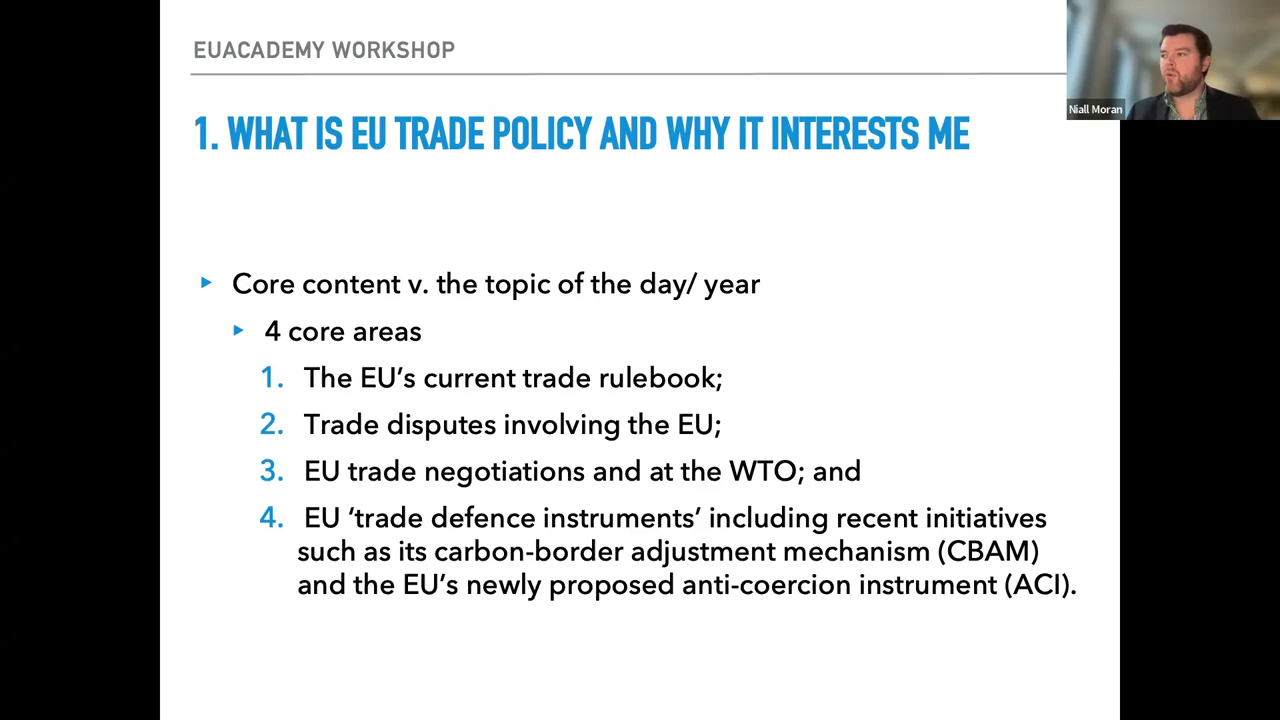 EUACADEMY WORKSHOP
Niall Moran
1. WHAT IS EU TRADE POLICY AND WHY IT INTERESTS ME
Core content v. the topic of the day/ year
4 core areas
1. The EU’s current trade rulebook;
2. Trade disputes involving the EU;
3. EU trade negotiations and at the WTO; and
4. EU ‘trade defence instruments’ including recent initiatives
such as its carbon-border adjustment mechanism (CBAM)
and the EU’s newly proposed anti-coercion instrument (ACI).